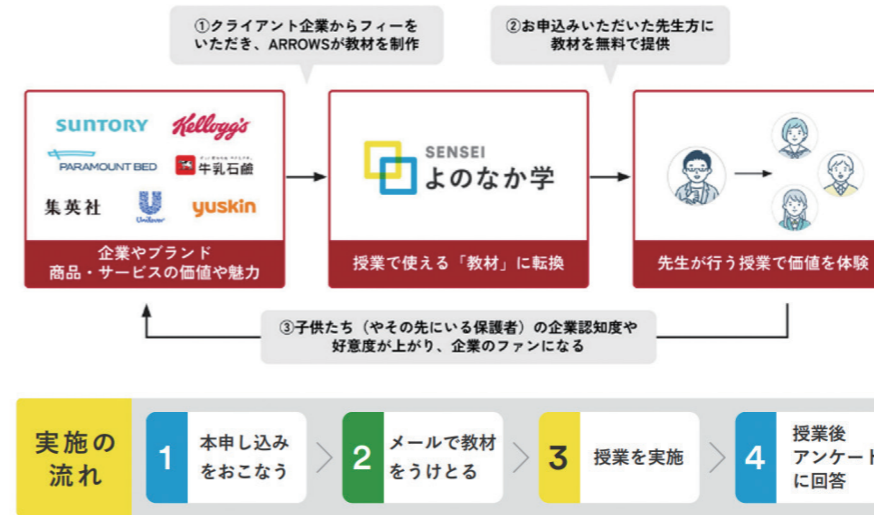 ①クライアント企業からフィーを
いただき、ARROWSが教材を制作
②お申込みいただいた先生方に
教材を無料で提供
SUNTORY
Kellogg's
PARAMOUNT BED
牛乳石鹼
集英社
Unilever
yuskin
企業やブランド
商品・サービスの価値や魅力
SENSEI
よのなか学
授業で使える「教材」に転換
先生が行う授業で価値を体験
③子供たち（やその先にいる保護者）の企業認知度や
好意度が上がり、企業のファンになる
実施の
流れ
1
本申し込み
をおこなう
2
メールで教材
をうけとる
3
授業を実施
4
授業後
アンケート
に回答